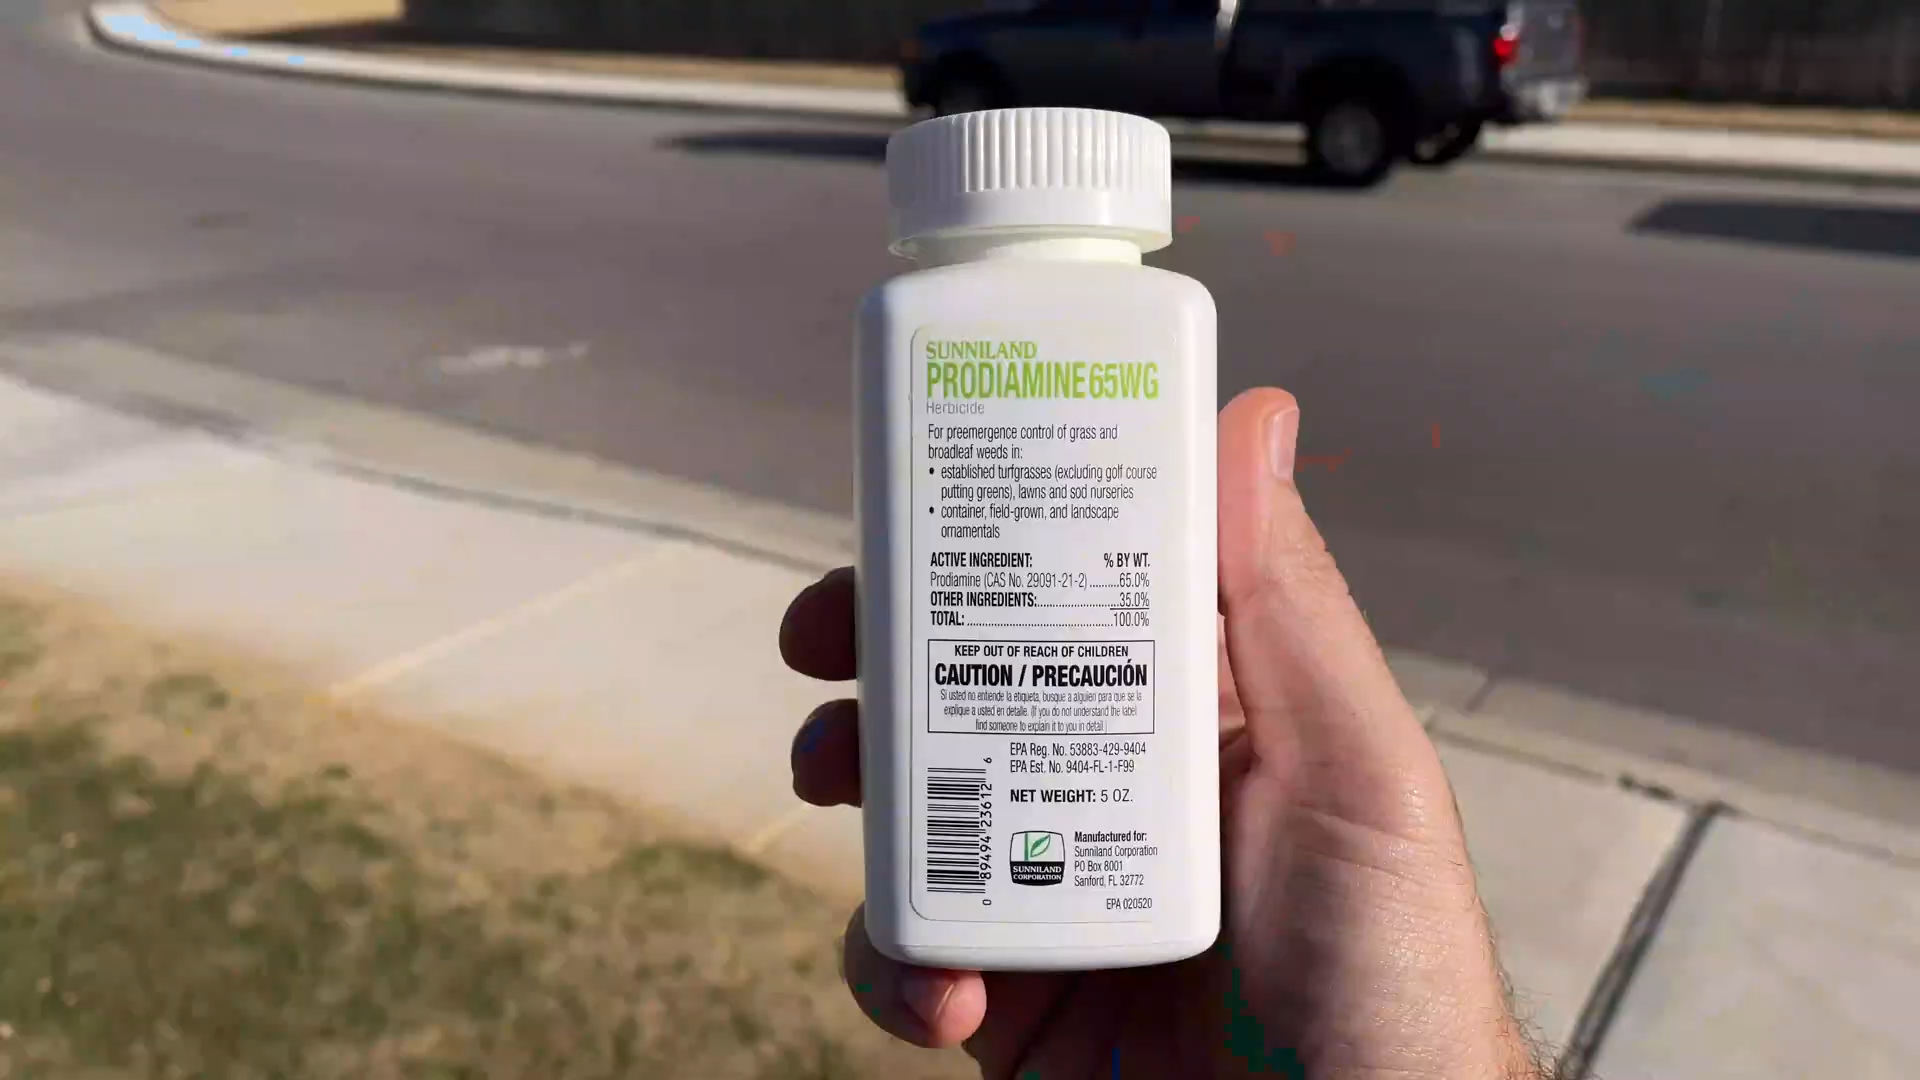 SUNNILAND
PRODIAMINE 65WG
Herbicide
For preemergence control of grass and
broadleaf weeds in:
• established turfgrasses (excluding golf course
putting greens), lawns and sod nurseries
• container, field-grown, and landscape
ornamentals
ACTIVE INGREDIENT: % BY WT.
Prodiamine (CAS No. 29091-21-2)..........65.0%
OTHER INGREDIENTS:..........................35.0%
TOTAL:..................................................100.0%
KEEP OUT OF REACH OF CHILDREN
CAUTION / PRECAUCIÓN
Si usted no entiende la etiqueta, busque a alguien para que se la
explique a usted en detalle. (If you do not understand the label
find someone to explain it to you in detail.)
EPA Reg. No. 53883-429-9404
EPA Est. No. 9404-FL-1-F99
NET WEIGHT: 5 OZ.
0 89494 23612 6
SUNNILAND
CORPORATION
Manufactured for:
Sunniland Corporation
PO Box 8001
Sanford, FL 32772
EPA 020520